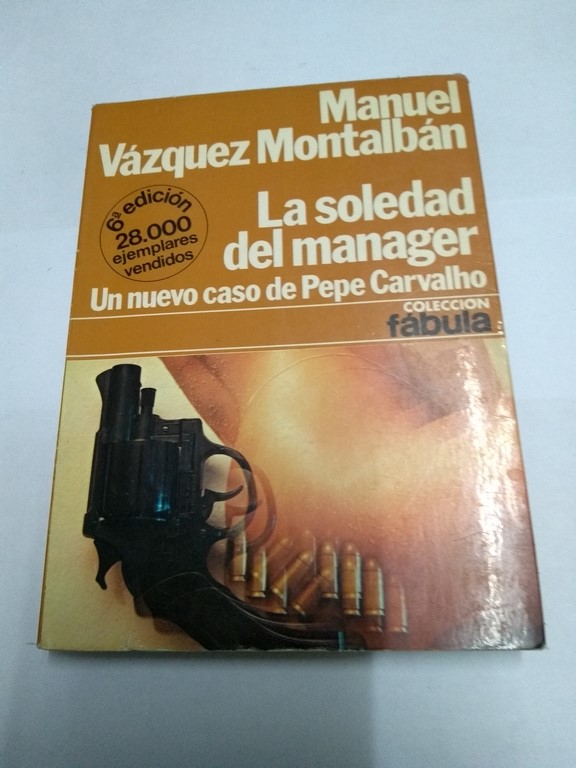 Manuel
Vázquez Montalbán
6ª edición
28.000
ejemplares
vendidos
La soledad
del manager
Un nuevo caso de Pepe Carvalho
COLECCION
fábula